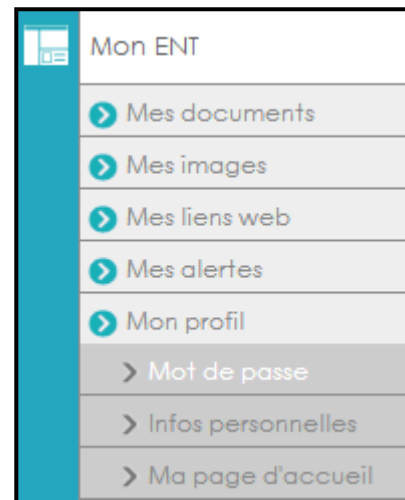 Mon ENT
Mes documents
Mes images
Mes liens web
Mes alertes
Mon profil
Mot de passe
Infos personnelles
Ma page d'accueil